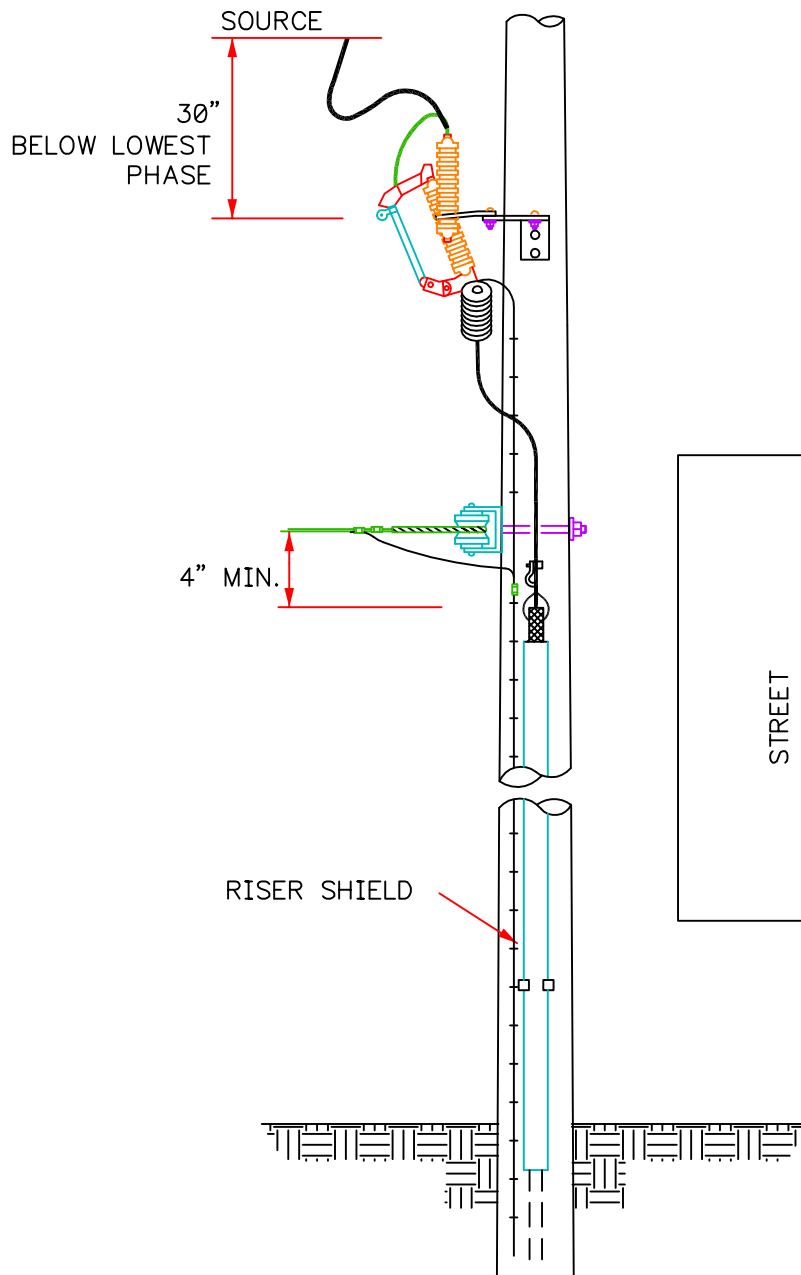 SOURCE
30”
BELOW LOWEST
PHASE
4” MIN.
STREET
RISER SHIELD